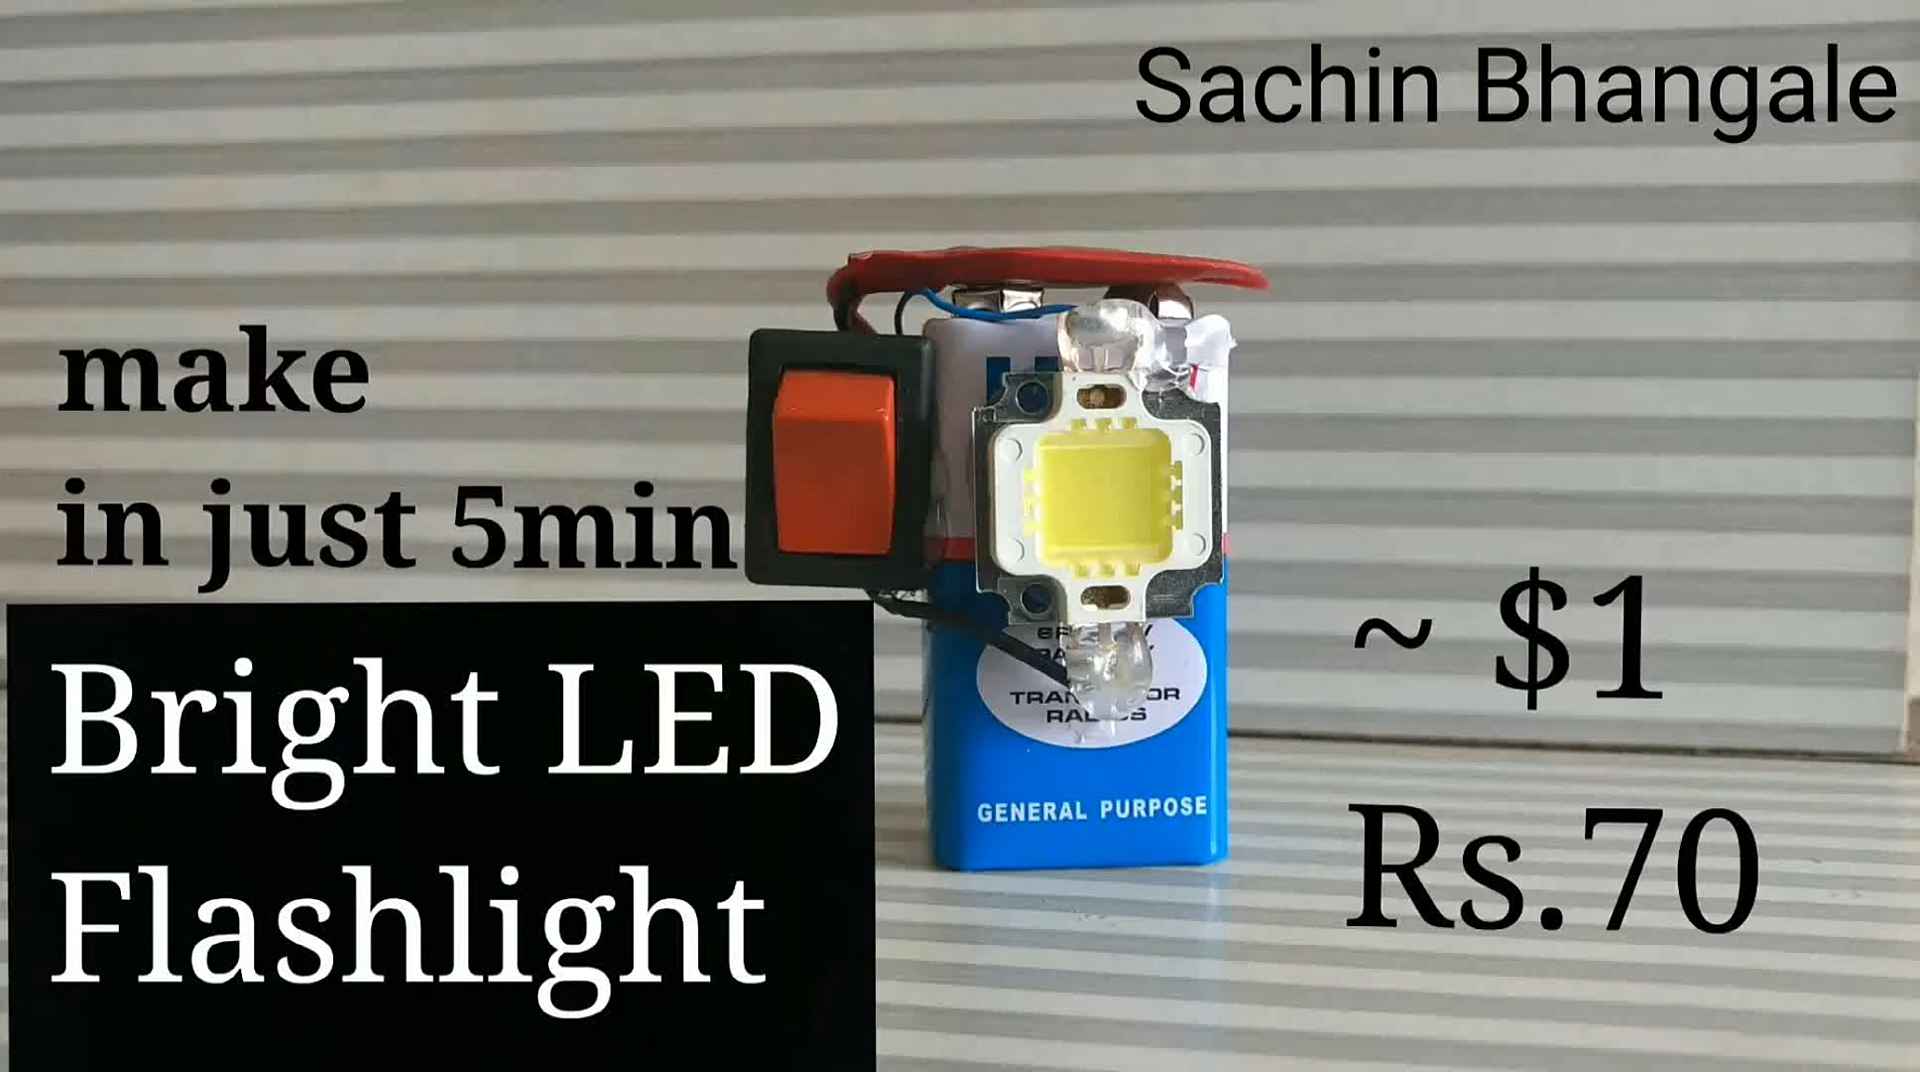 Sachin Bhangale
make
in just 5min
Bright LED
Flashlight
~ $1
Rs.70
GENERAL PURPOSE